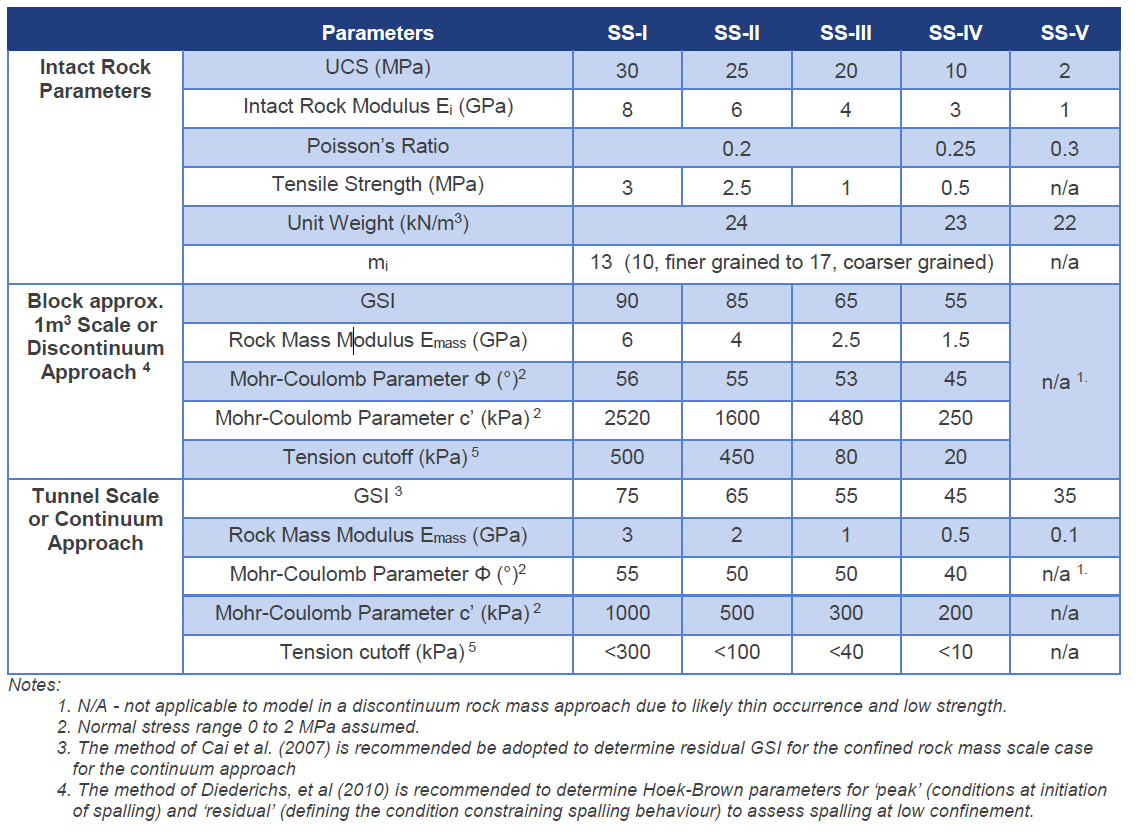 Parameters SS-I SS-II SS-III SS-IV SS-V
Intact Rock Parameters
UCS (MPa) 30 25 20 10 2
Intact Rock Modulus Ei (GPa) 8 6 4 3 1
Poisson's Ratio 0.2 0.25 0.3
Tensile Strength (MPa) 3 2.5 1 0.5 n/a
Unit Weight (kN/m3) 24 23 22
mi 13 (10, finer grained to 17, coarser grained) n/a
Block approx. 1m3 Scale or Discontinuum Approach 4
GSI 90 85 65 55 n/a 1.
Rock Mass Modulus Emass (GPa) 6 4 2.5 1.5
Mohr-Coulomb Parameter Φ (°)2 56 55 53 45
Mohr-Coulomb Parameter c' (kPa) 2 2520 1600 480 250
Tension cutoff (kPa) 5 500 450 80 20
Tunnel Scale or Continuum Approach
GSI 3 75 65 55 45 35
Rock Mass Modulus Emass (GPa) 3 2 1 0.5 0.1
Mohr-Coulomb Parameter Φ (°)2 55 50 50 40 n/a 1.
Mohr-Coulomb Parameter c' (kPa) 2 1000 500 300 200 n/a
Tension cutoff (kPa) 5 <300 <100 <40 <10 n/a
Notes:
1. N/A - not applicable to model in a discontinuum rock mass approach due to likely thin occurrence and low strength.
2. Normal stress range 0 to 2 MPa assumed.
3. The method of Cai et al. (2007) is recommended be adopted to determine residual GSI for the confined rock mass scale case
for the continuum approach
4. The method of Diederichs, et al (2010) is recommended to determine Hoek-Brown parameters for 'peak' (conditions at initiation
of spalling) and 'residual' (defining the condition constraining spalling behaviour) to assess spalling at low confinement.